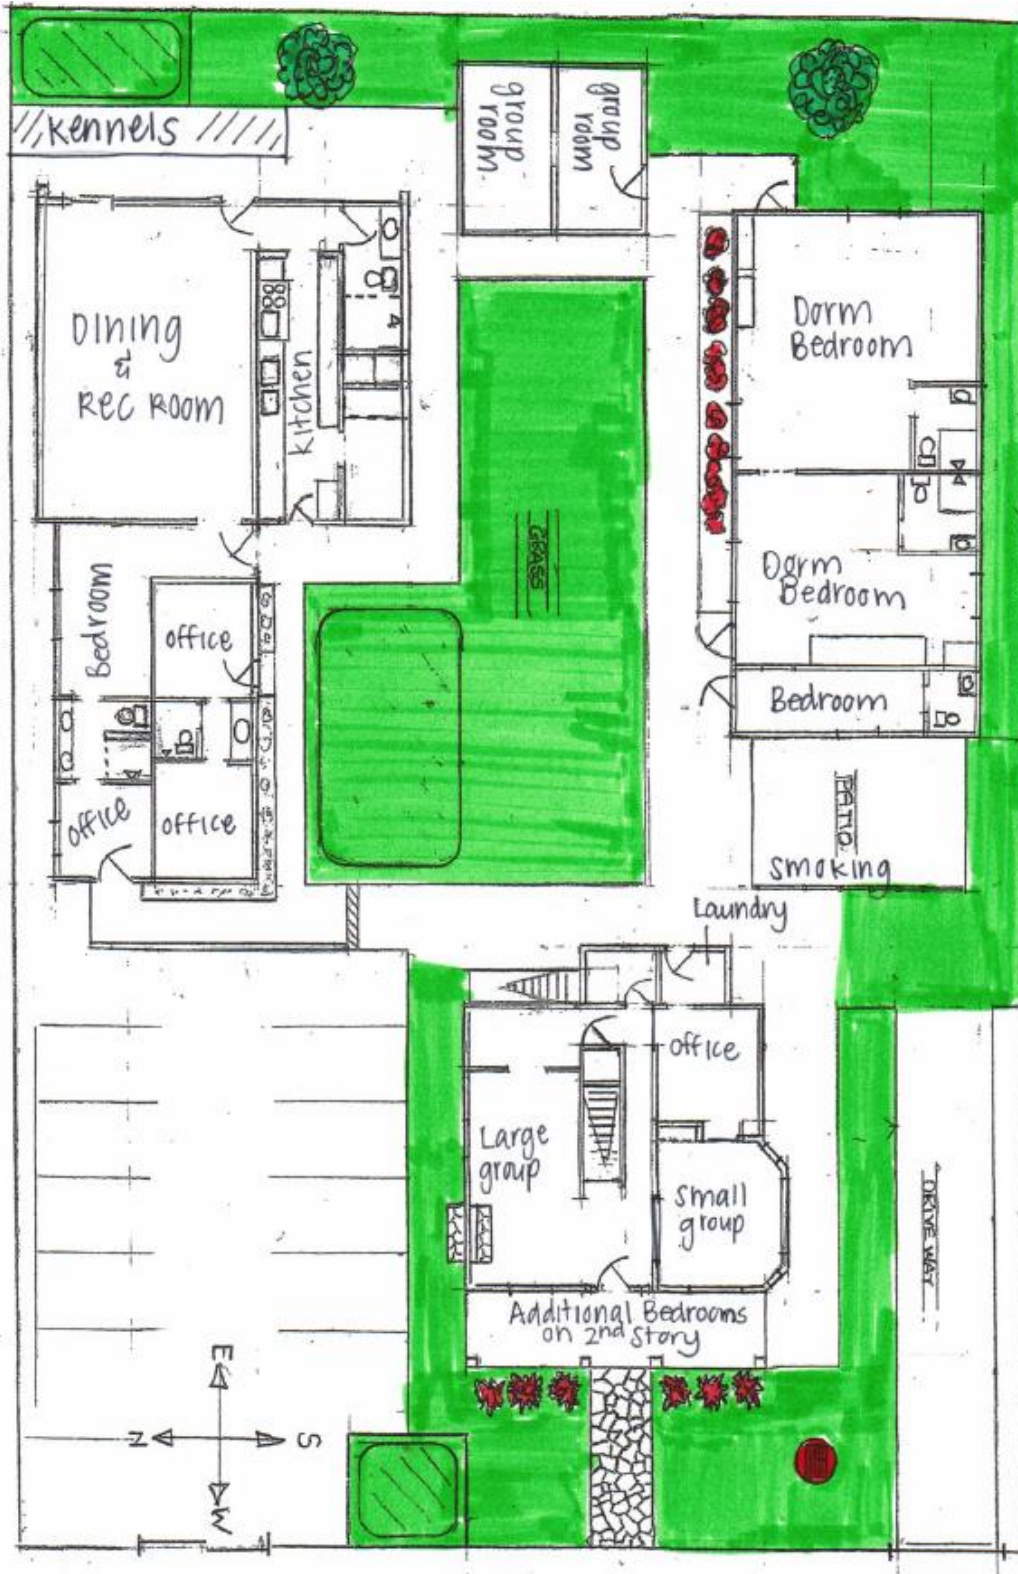 Kennels
group
room
group
room
Dining
&
Rec Room
Kitchen
Dorm
Bedroom
GRASS
Dorm
Bedroom
Bedroom
office
Bedroom
office
office
PATIO
smoking
Laundry
office
Large
group
small
group
DRIVE WAY
Additional Bedrooms
on 2nd Story
E
N
S
W